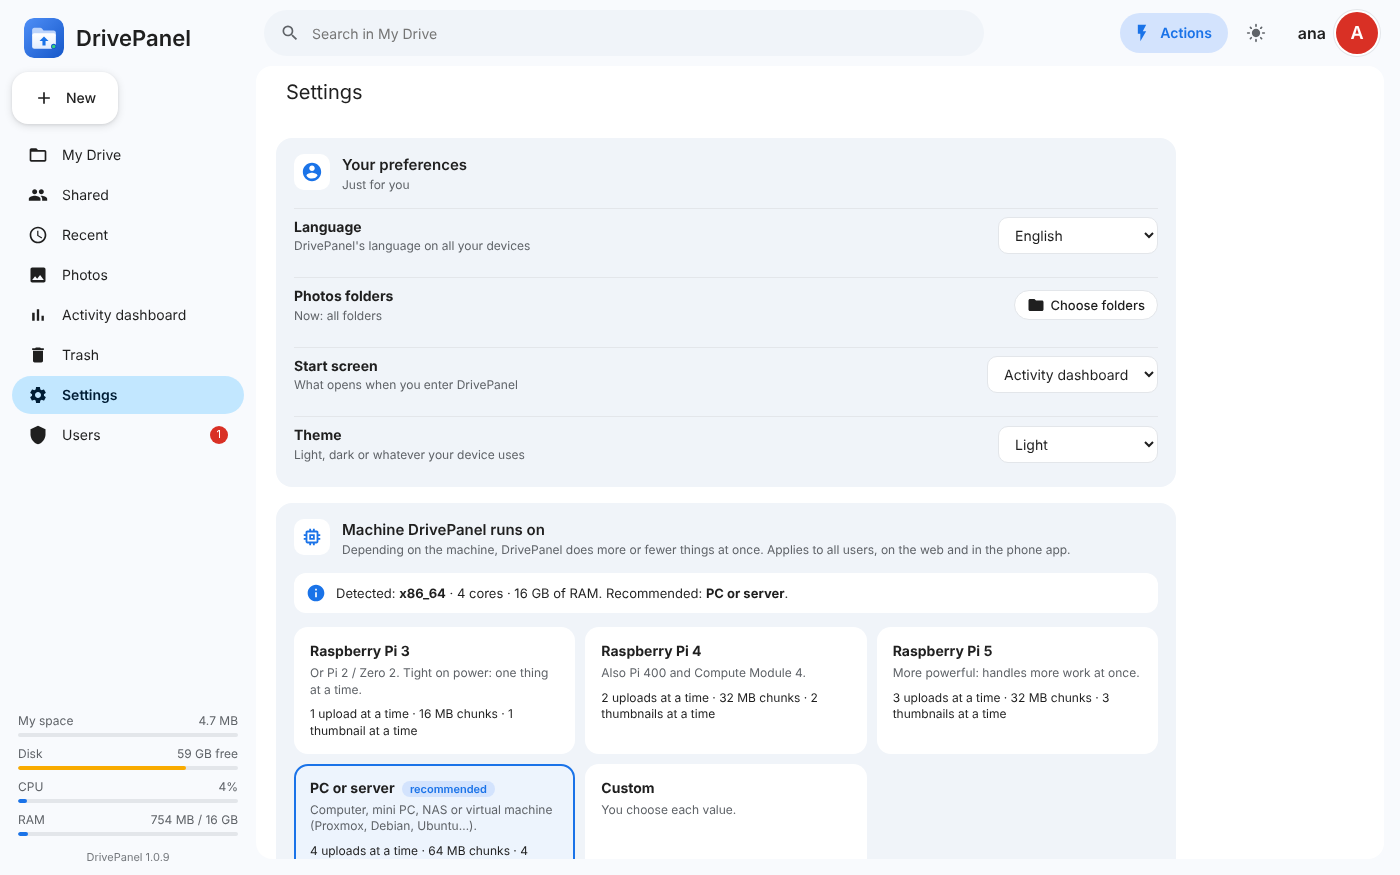 DrivePanel
Search in My Drive
Actions
ana
A
New
My Drive
Shared
Recent
Photos
Activity dashboard
Trash
Settings
Users
1
My space
4.7 MB
Disk
59 GB free
CPU
4%
RAM
754 MB / 16 GB
DrivePanel 1.0.9
Settings
Your preferences
Just for you
Language
DrivePanel's language on all your devices
English
Photos folders
Now: all folders
Choose folders
Start screen
What opens when you enter DrivePanel
Activity dashboard
Theme
Light, dark or whatever your device uses
Light
Machine DrivePanel runs on
Depending on the machine, DrivePanel does more or fewer things at once. Applies to all users, on the web and in the phone app.
Detected: x86_64 · 4 cores · 16 GB of RAM. Recommended: PC or server.
Raspberry Pi 3
Or Pi 2 / Zero 2. Tight on power: one thing
at a time.
1 upload at a time · 16 MB chunks · 1
thumbnail at a time
Raspberry Pi 4
Also Pi 400 and Compute Module 4.
2 uploads at a time · 32 MB chunks · 2
thumbnails at a time
Raspberry Pi 5
More powerful: handles more work at once.
3 uploads at a time · 32 MB chunks · 3
thumbnails at a time
PC or server recommended
Computer, mini PC, NAS or virtual machine
(Proxmox, Debian, Ubuntu...).
4 uploads at a time · 64 MB chunks · 4
Custom
You choose each value.